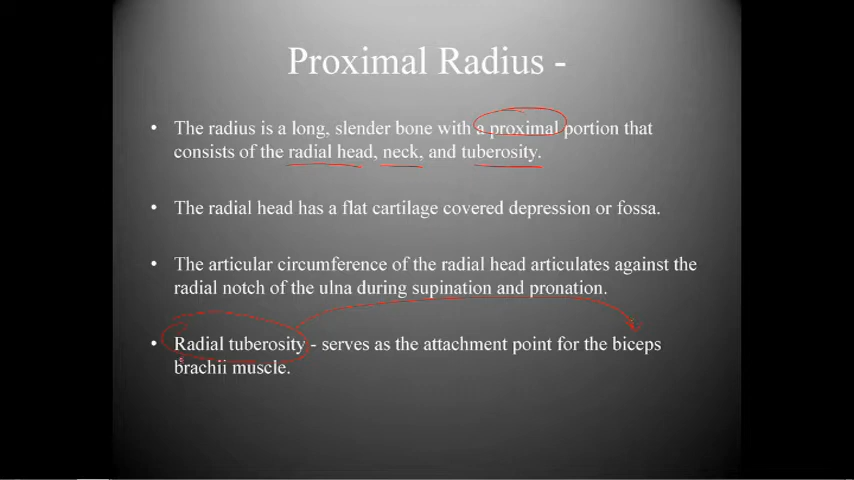 Proximal Radius -
• The radius is a long, slender bone with a proximal portion that
consists of the radial head, neck, and tuberosity.
• The radial head has a flat cartilage covered depression or fossa.
• The articular circumference of the radial head articulates against the
radial notch of the ulna during supination and pronation.
• Radial tuberosity - serves as the attachment point for the biceps
brachii muscle.